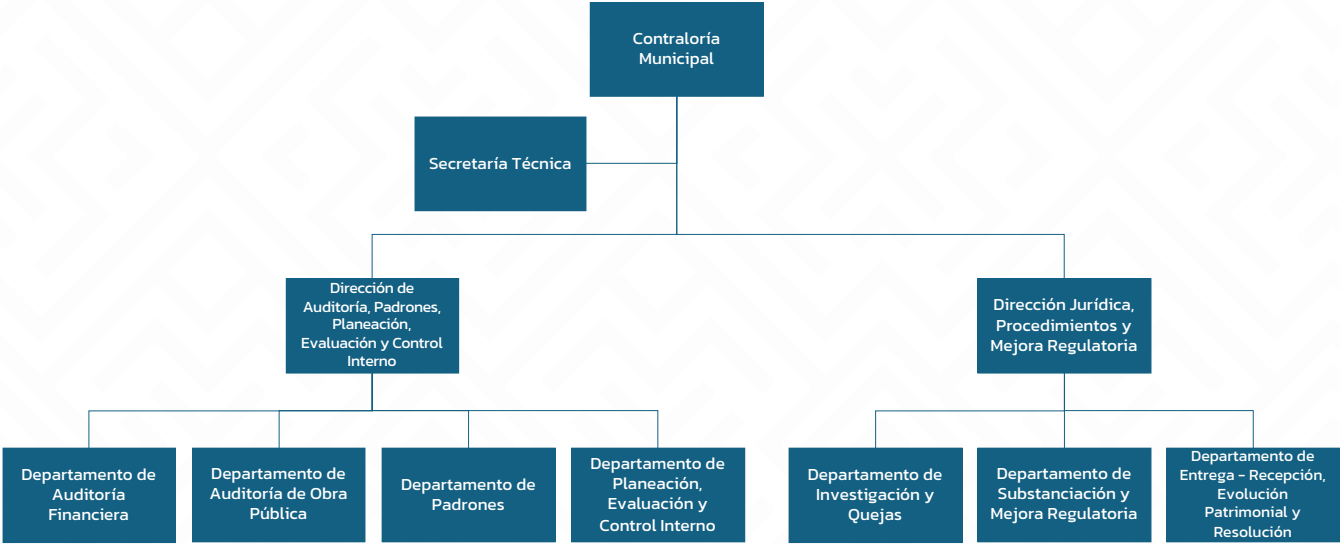 Contraloría
Municipal
Secretaría Técnica
Dirección de
Auditoría, Padrones,
Planeación,
Evaluación y Control
Interno
Dirección Jurídica,
Procedimientos y
Mejora Regulatoria
Departamento de
Auditoría
Financiera
Departamento de
Auditoría de Obra
Pública
Departamento de
Padrones
Departamento de
Planeación,
Evaluación y
Control Interno
Departamento de
Investigación y
Quejas
Departamento de
Substanciación y
Mejora Regulatoria
Departamento de
Entrega - Recepción,
Evolución
Patrimonial y
Resolución